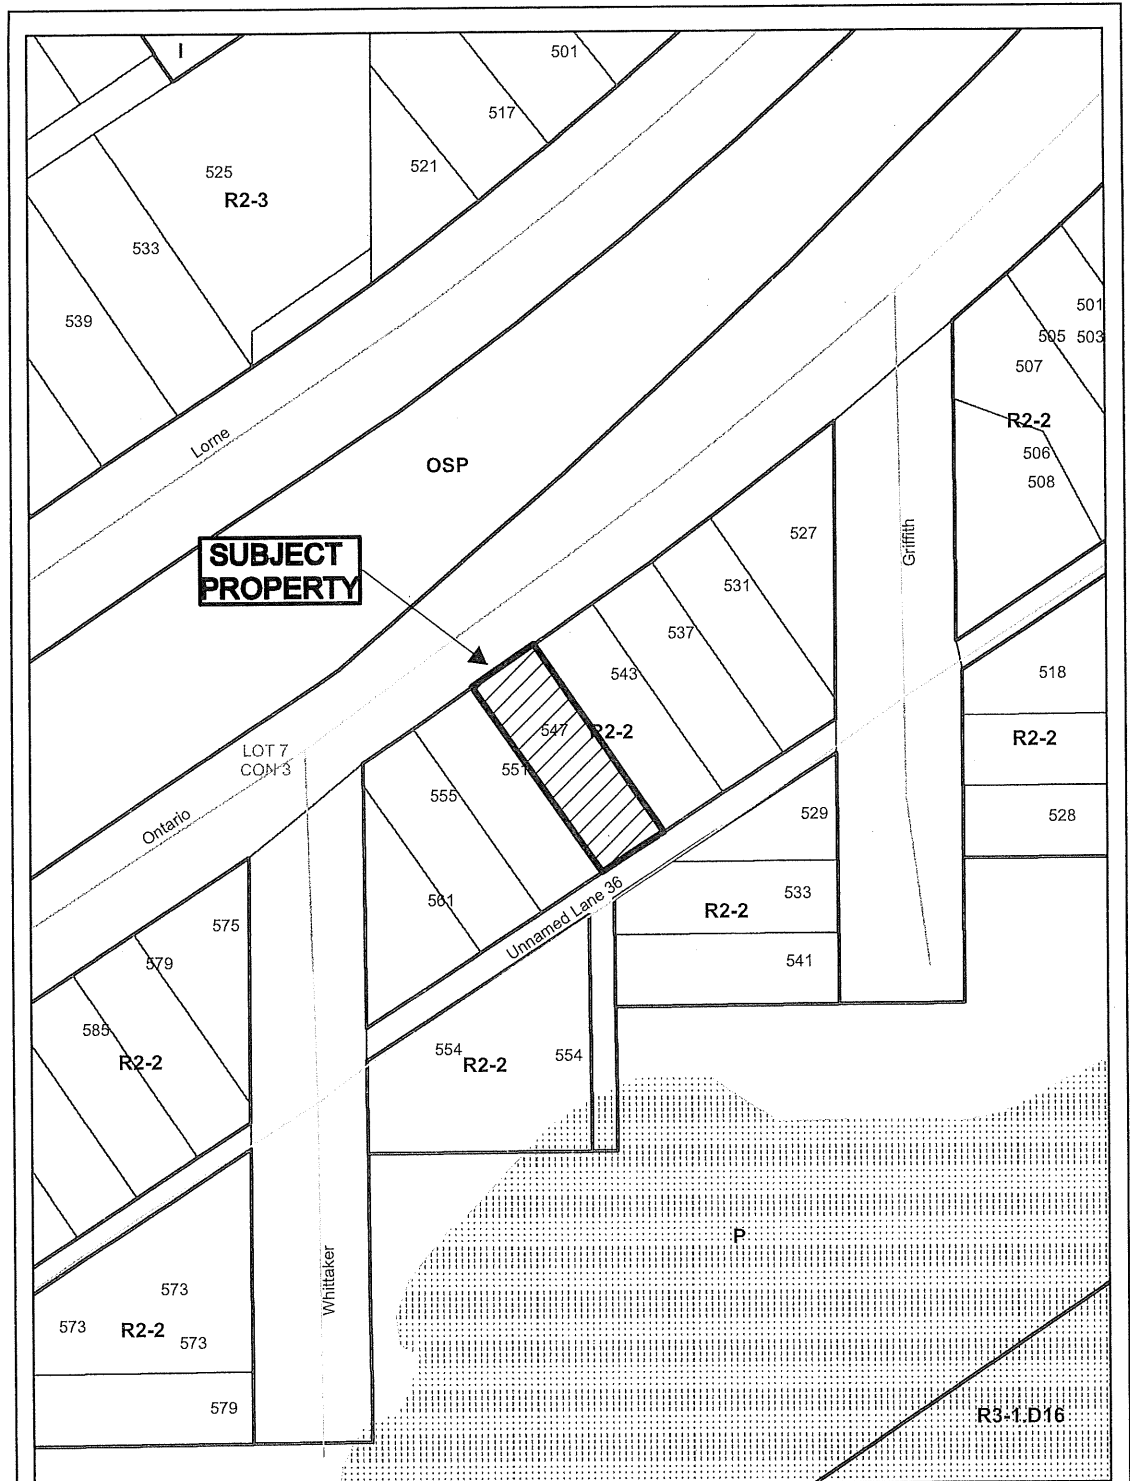 I
501
517
521
525
R2-3
533
539
501
505 503
507
R2-2
506
508
Lorne
OSP
SUBJECT
PROPERTY
527
Griffith
531
537
543
518
547
R2-2
R2-2
LOT 7
CON 3
551
555
529
528
Ontario
561
533
R2-2
Unnamed Lane 36
575
541
579
585
R2-2
554
R2-2
554
P
Whittaker
573
573
R2-2
573
579
R3-1.D16